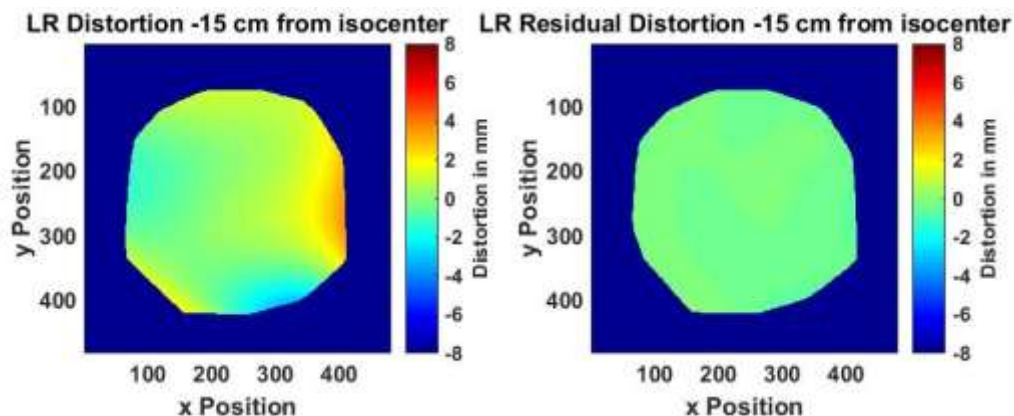 LR Distortion -15 cm from isocenter
y Position
100
200
300
400
100 200 300 400
x Position
8
6
4
2
0
-2
-4
-6
-8
Distortion in mm
LR Residual Distortion -15 cm from isocenter
y Position
100
200
300
400
100 200 300 400
x Position
8
6
4
2
0
-2
-4
-6
-8
Distortion in mm